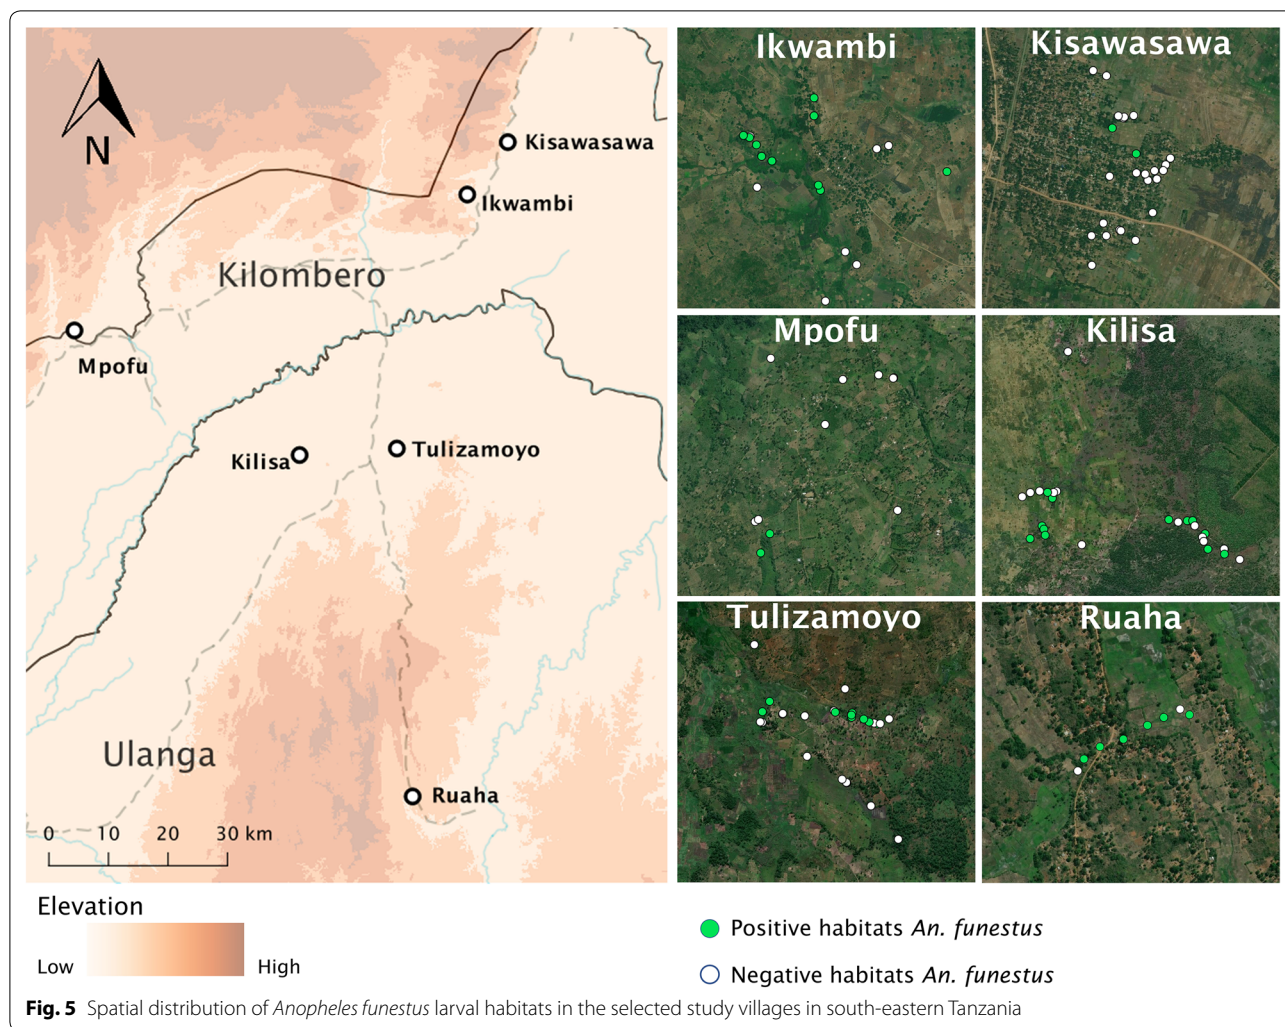 N
Kisawasawa
Ikwambi
Kilombero
Mpofu
Kilisa
Tulizamoyo
Ulanga
Ruaha
0 10 20 30 km
Elevation
Low High
Ikwambi
Kisawasawa
Mpofu
Kilisa
Tulizamoyo
Ruaha
Positive habitats An. funestus
Negative habitats An. funestus
Fig. 5 Spatial distribution of Anopheles funestus larval habitats in the selected study villages in south-eastern Tanzania